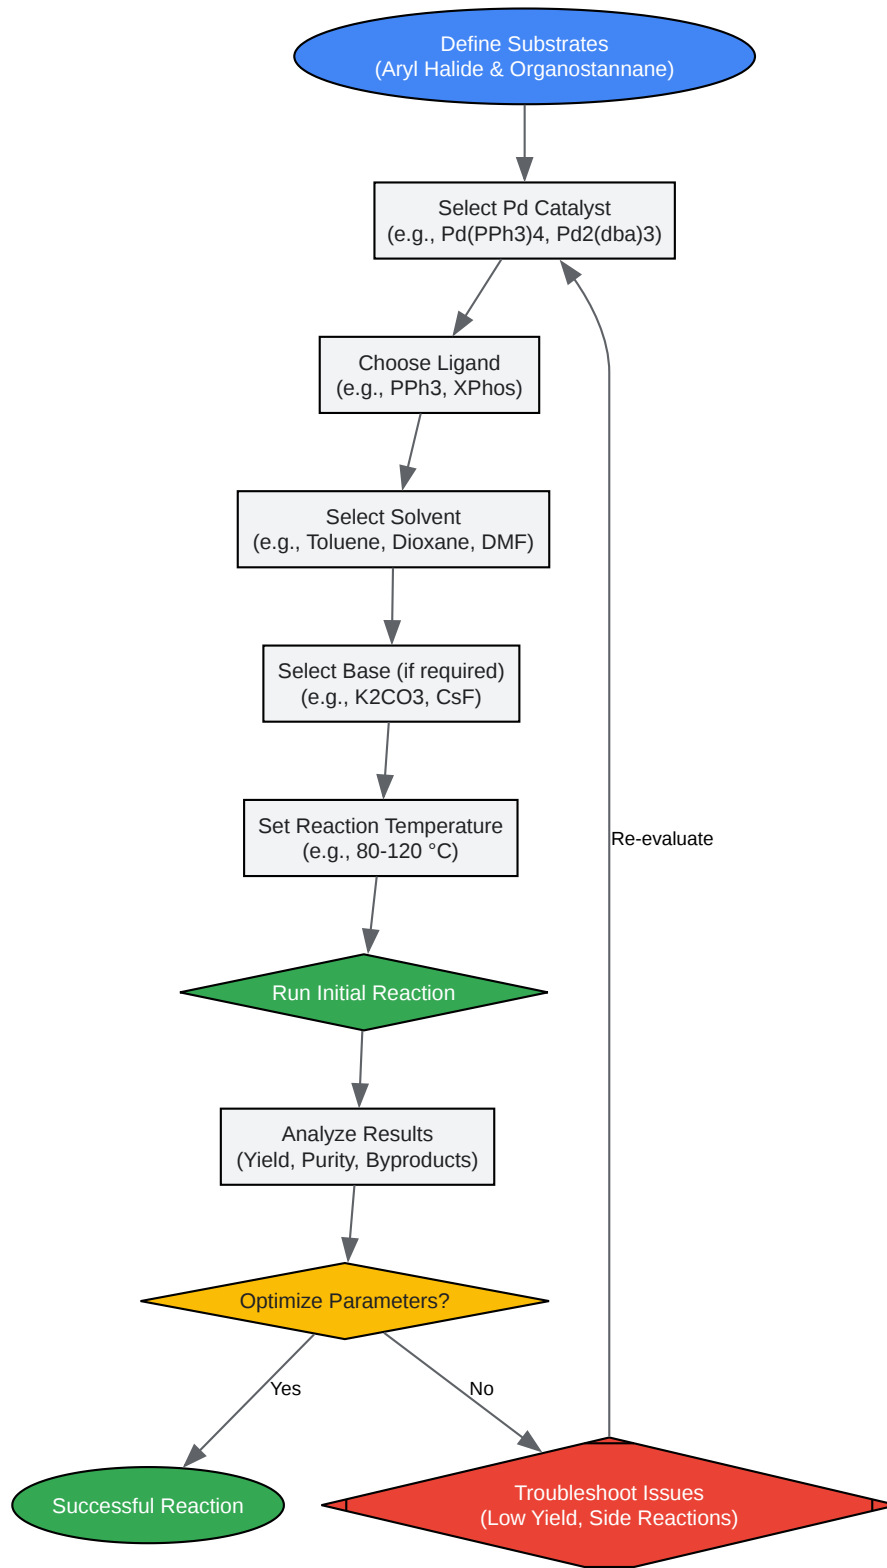 Define Substrates
(Aryl Halide & Organostannane)
Select Pd Catalyst
(e.g., Pd(PPh3)4, Pd2(dba)3)
Choose Ligand
(e.g., PPh3, XPhos)
Select Solvent
(e.g., Toluene, Dioxane, DMF)
Select Base (if required)
(e.g., K2CO3, CsF)
Set Reaction Temperature
(e.g., 80-120 °C)
Re-evaluate
Run Initial Reaction
Analyze Results
(Yield, Purity, Byproducts)
Optimize Parameters?
Yes
No
Successful Reaction
Troubleshoot Issues
(Low Yield, Side Reactions)